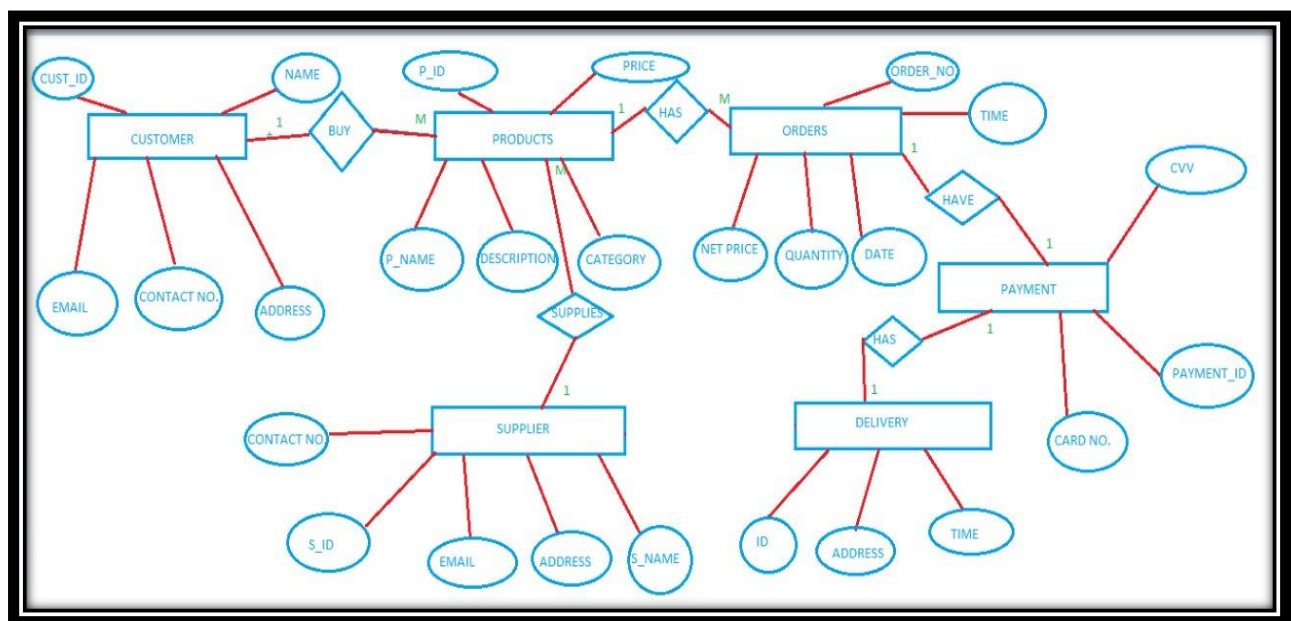 CUST_ID
NAME
P_ID
PRICE
ORDER_NO.
TIME
CUSTOMER
1
BUY
M
PRODUCTS
1
HAS
M
ORDERS
1
HAVE
1
CVV
M
EMAIL
CONTACT NO.
ADDRESS
P_NAME
DESCRIPTION
CATEGORY
NET PRICE
QUANTITY
DATE
PAYMENT
SUPPLIES
1
HAS
1
1
PAYMENT_ID
CARD NO.
CONTACT NO
SUPPLIER
DELIVERY
S_ID
EMAIL
ADDRESS
S_NAME
ID
ADDRESS
TIME